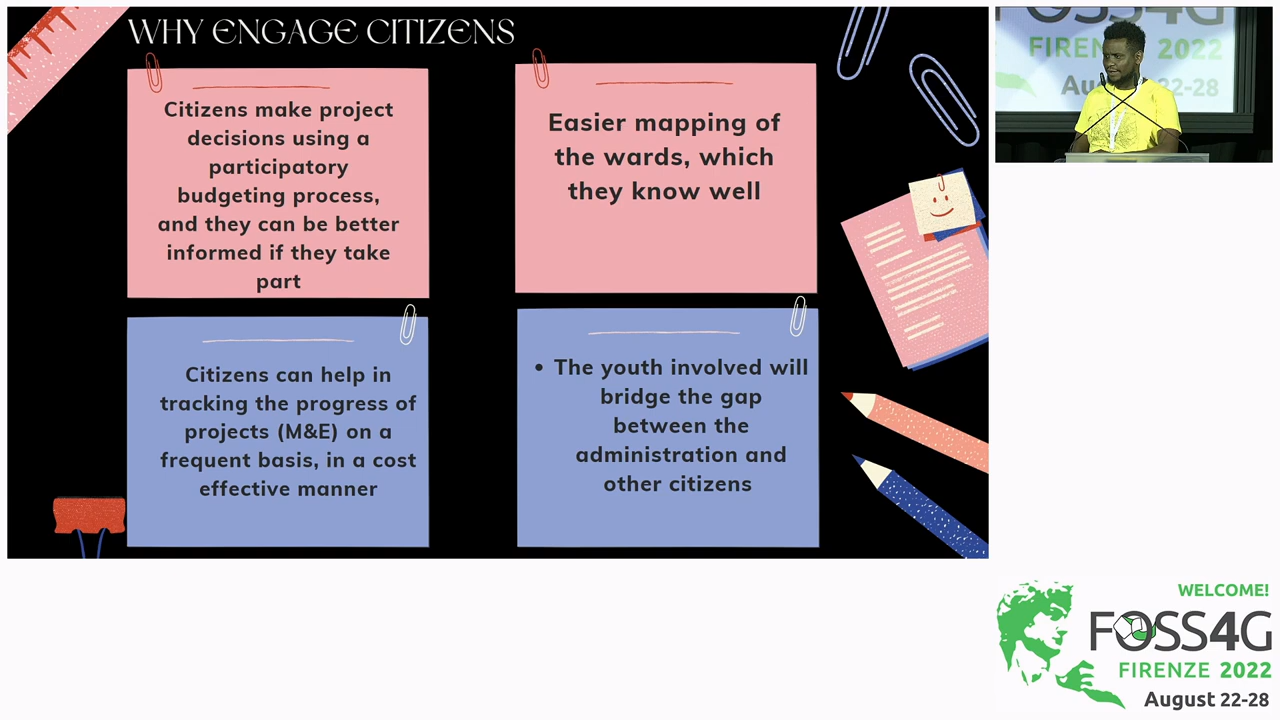 WHY ENGAGE CITIZENS
Citizens make project
decisions using a
participatory
budgeting process,
and they can be better
informed if they take
part
Easier mapping of
the wards, which
they know well
Citizens can help in
tracking the progress of
projects (M&E) on a
frequent basis, in a cost
effective manner
• The youth involved will
bridge the gap
between the
administration and
other citizens
FOSS4G
2022
22-28
WELCOME!
FOSS4G
FIRENZE 2022
August 22-28